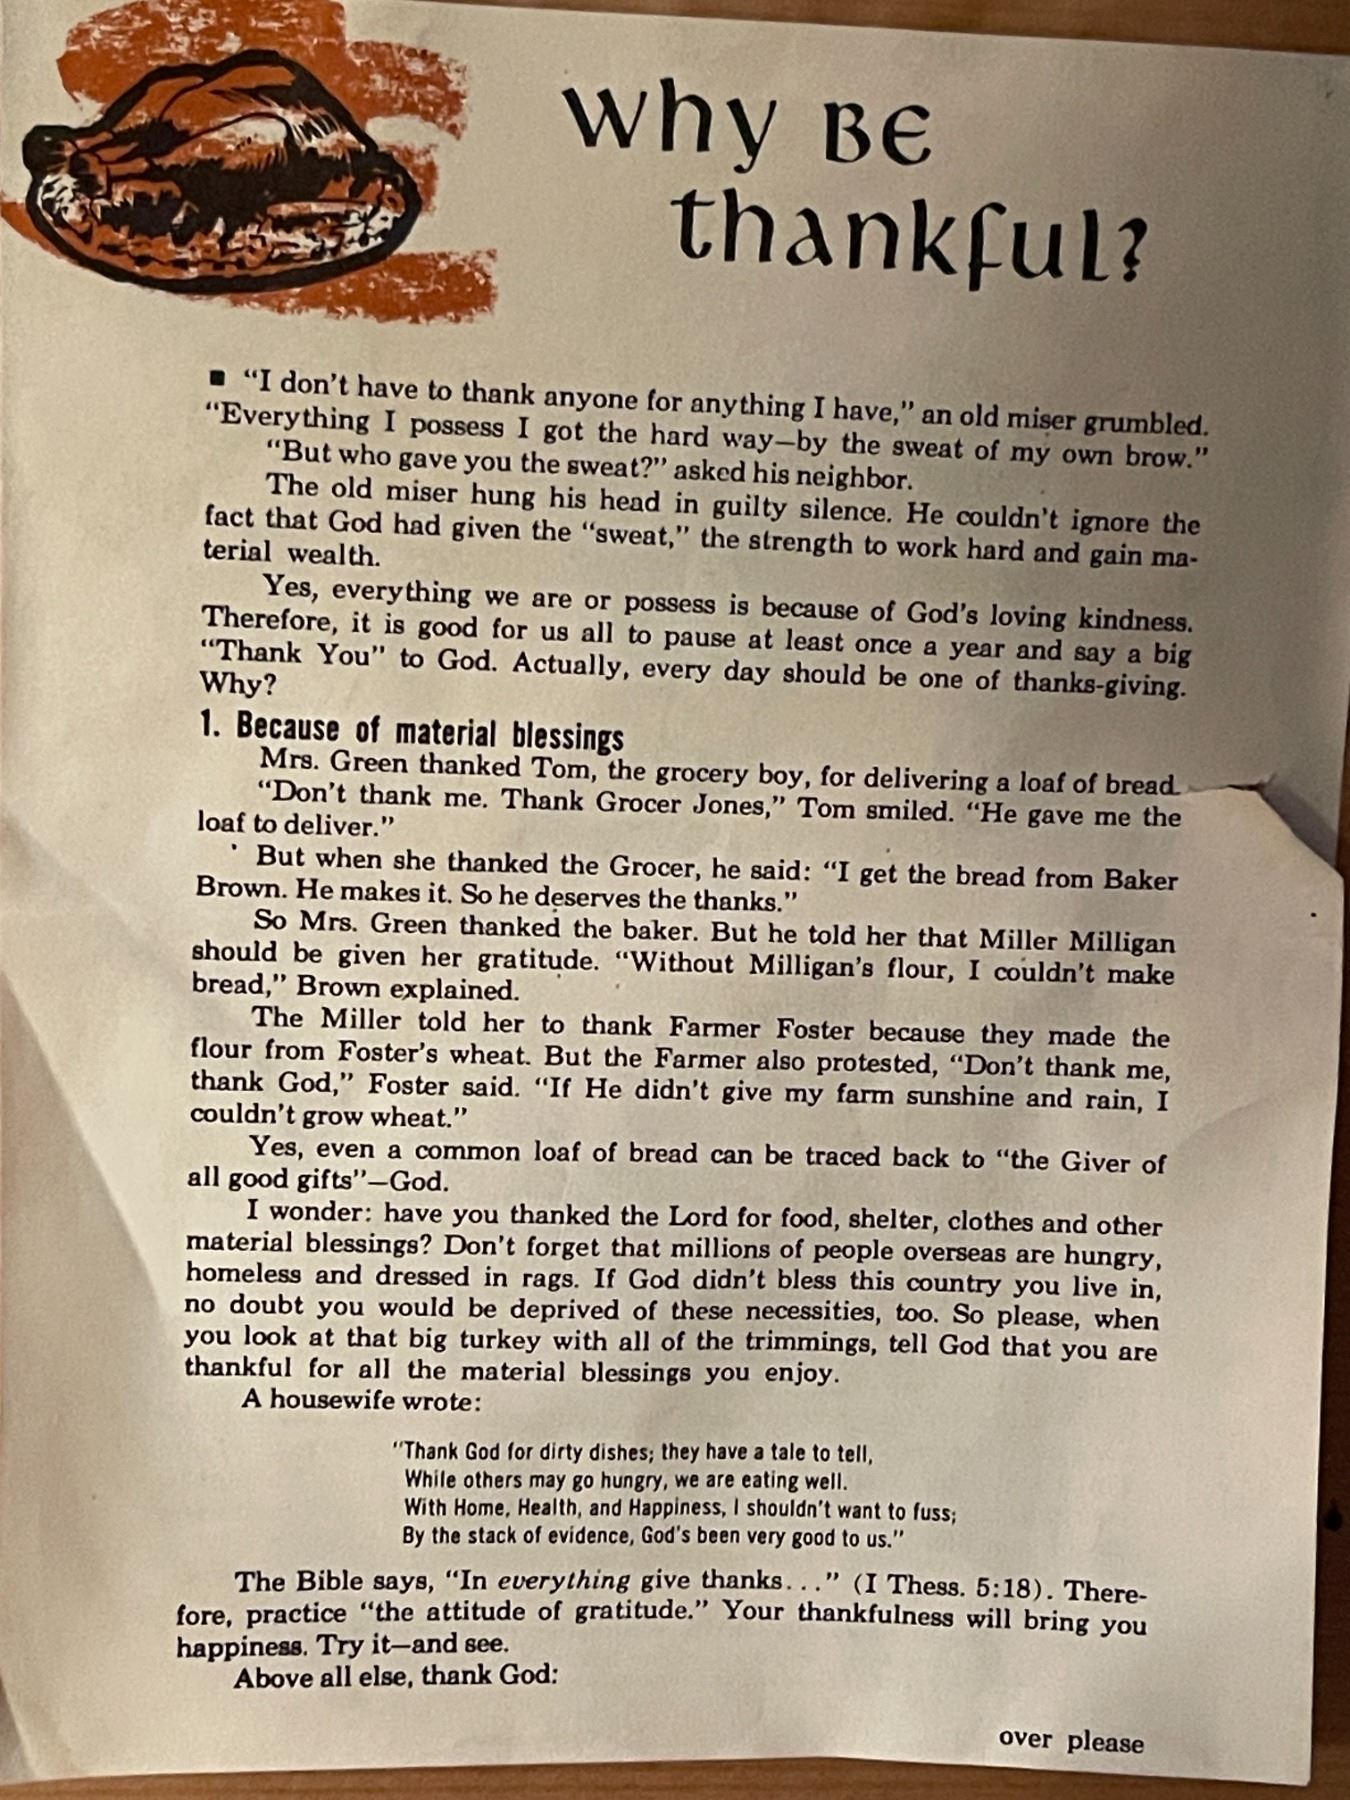 Why Be
thankful?
■ “I don't have to thank anyone for anything I have,” an old miser grumbled.
“Everything I possess I got the hard way—by the sweat of my own brow.”
“But who gave you the sweat?” asked his neighbor.
The old miser hung his head in guilty silence. He couldn't ignore the
fact that God had given the “sweat,” the strength to work hard and gain ma-
terial wealth.
Yes, everything we are or possess is because of God's loving kindness.
Therefore, it is good for us all to pause at least once a year and say a big
“Thank You” to God. Actually, every day should be one of thanks-giving.
Why?
1. Because of material blessings
Mrs. Green thanked Tom, the grocery boy, for delivering a loaf of bread.
“Don't thank me. Thank Grocer Jones,” Tom smiled. “He gave me the
loaf to deliver.”
But when she thanked the Grocer, he said: “I get the bread from Baker
Brown. He makes it. So he deserves the thanks.”
So Mrs. Green thanked the baker. But he told her that Miller Milligan
should be given her gratitude. “Without Milligan's flour, I couldn't make
bread,” Brown explained.
The Miller told her to thank Farmer Foster because they made the
flour from Foster's wheat. But the Farmer also protested, “Don't thank me,
thank God,” Foster said. “If He didn't give my farm sunshine and rain, I
couldn't grow wheat.”
Yes, even a common loaf of bread can be traced back to “the Giver of
all good gifts”—God.
I wonder: have you thanked the Lord for food, shelter, clothes and other
material blessings? Don't forget that millions of people overseas are hungry,
homeless and dressed in rags. If God didn't bless this country you live in,
no doubt you would be deprived of these necessities, too. So please, when
you look at that big turkey with all of the trimmings, tell God that you are
thankful for all the material blessings you enjoy.
A housewife wrote:
“Thank God for dirty dishes; they have a tale to tell,
While others may go hungry, we are eating well.
With Home, Health, and Happiness, I shouldn't want to fuss;
By the stack of evidence, God's been very good to us.”
The Bible says, “In everything give thanks...” (I Thess. 5:18). There-
fore, practice “the attitude of gratitude.” Your thankfulness will bring you
happiness. Try it—and see.
Above all else, thank God:
over please